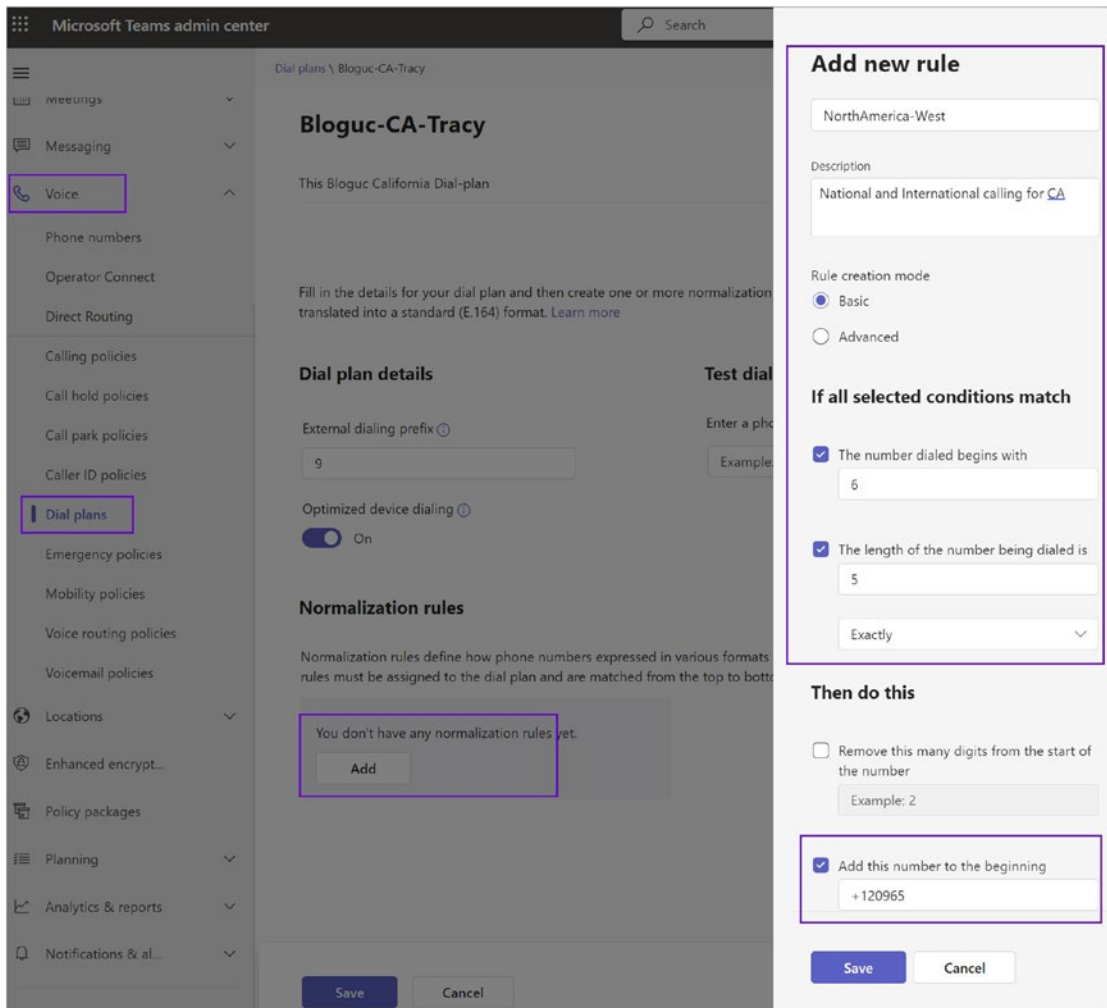 Microsoft Teams admin center
Search
Meetings
Messaging
Voice
Phone numbers
Operator Connect
Direct Routing
Calling policies
Call hold policies
Call park policies
Caller ID policies
Dial plans
Emergency policies
Mobility policies
Voice routing policies
Voicemail policies
Locations
Enhanced encrypt...
Policy packages
Planning
Analytics & reports
Notifications & al...
Dial plans \ Bloguc-CA-Tracy
Bloguc-CA-Tracy
This Bloguc California Dial-plan
Fill in the details for your dial plan and then create one or more normalization
translated into a standard (E.164) format. Learn more
Dial plan details
External dialing prefix
9
Optimized device dialing
On
Test dial
Enter a pho
Example:
Normalization rules
Normalization rules define how phone numbers expressed in various formats
rules must be assigned to the dial plan and are matched from the top to botto
You don't have any normalization rules yet.
Add
Save
Cancel
Add new rule
NorthAmerica-West
Description
National and International calling for CA
Rule creation mode
Basic
Advanced
If all selected conditions match
The number dialed begins with
6
The length of the number being dialed is
5
Exactly
Then do this
Remove this many digits from the start of
the number
Example: 2
Add this number to the beginning
+120965
Save
Cancel